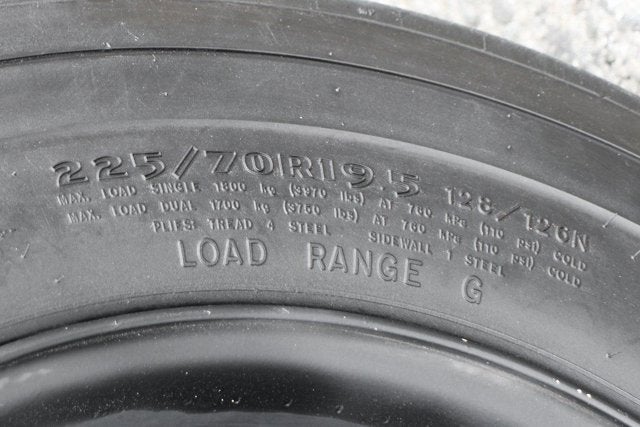 225/70R19.5 128/126N
MAX. LOAD SINGLE 1800 kg (3970 lbs) AT 760 kPa (110 psi) COLD
MAX. LOAD DUAL 1700 kg (3750 lbs) AT 760 kPa (110 psi) COLD
PLIES TREAD 4 STEEL SIDEWALL 1 STEEL
LOAD RANGE G